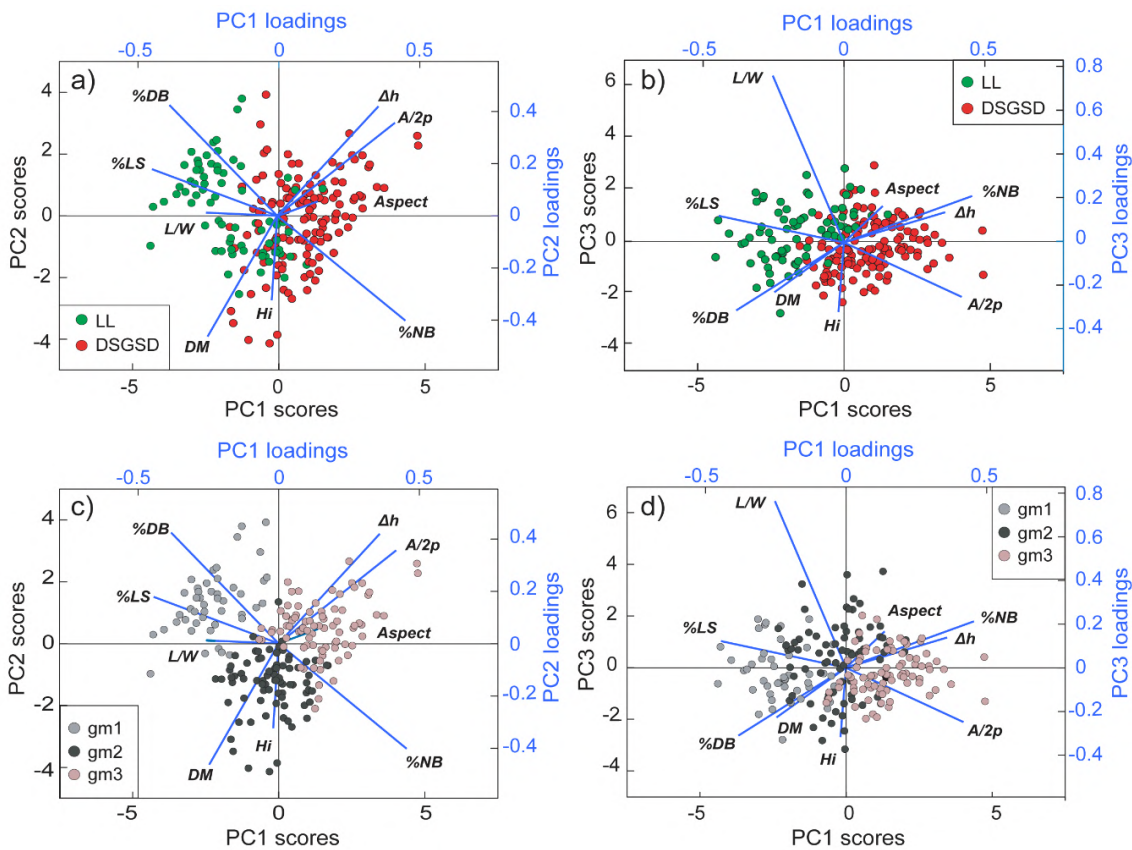 PC1 loadings
-0.5 0 0.5
a)
%DB
Δh
A/2p
%LS
Aspect
L/W
Hi
DM
%NB
LL
DSGSD
4
2
0
-2
-4
PC2 scores
0.4
0.2
0
-0.2
-0.4
PC2 loadings
-5 0 5
PC1 scores
PC1 loadings
-0.5 0 0.5
b)
L/W
LL
DSGSD
Aspect
%NB
%LS
Δh
DM
%DB
Hi
A/2p
6
4
2
0
-2
-4
PC3 scores
0.8
0.6
0.4
0.2
0
-0.2
-0.4
PC3 loadings
-5 0 5
PC1 scores
PC1 loadings
-0.5 0 0.5
c)
%DB
Δh
A/2p
%LS
Aspect
L/W
Hi
DM
%NB
gm1
gm2
gm3
4
2
0
-2
-4
PC2 scores
0.4
0.2
0
-0.2
-0.4
PC2 loadings
-5 0 5
PC1 scores
PC1 loadings
-0.5 0 0.5
d)
L/W
gm1
gm2
gm3
Aspect
%NB
%LS
Δh
DM
%DB
Hi
A/2p
6
4
2
0
-2
-4
PC3 scores
0.8
0.6
0.4
0.2
0
0.2
0.4
PC3 loadings
-5 0 5
PC1 scores